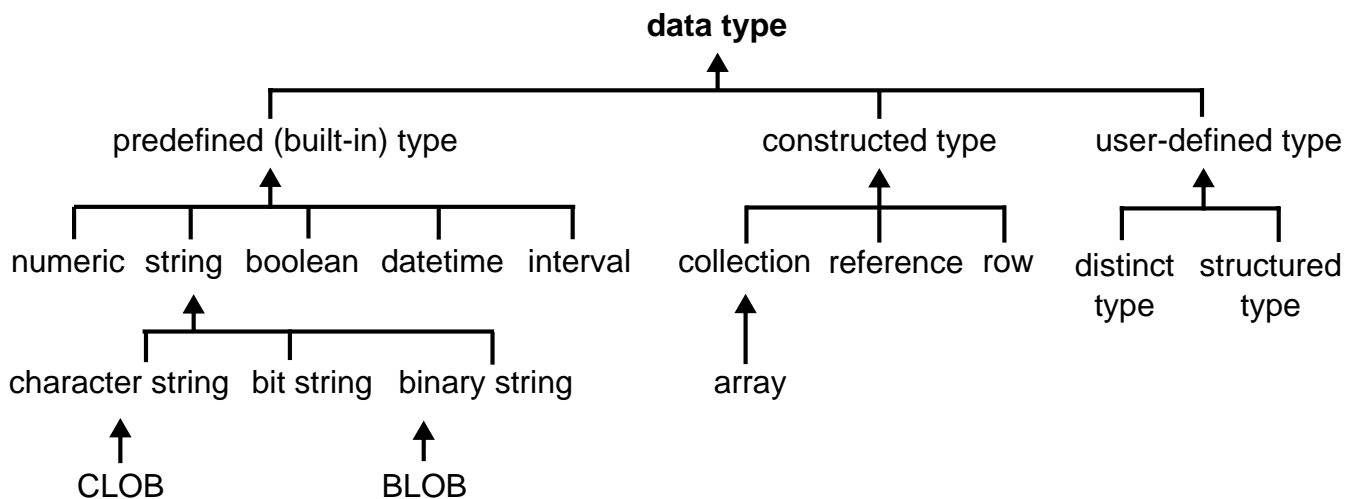 data type
predefined (built-in) type constructed type user-defined type
numeric string boolean datetime interval collection reference row distinct type structured type
character string bit string binary string array
CLOB BLOB